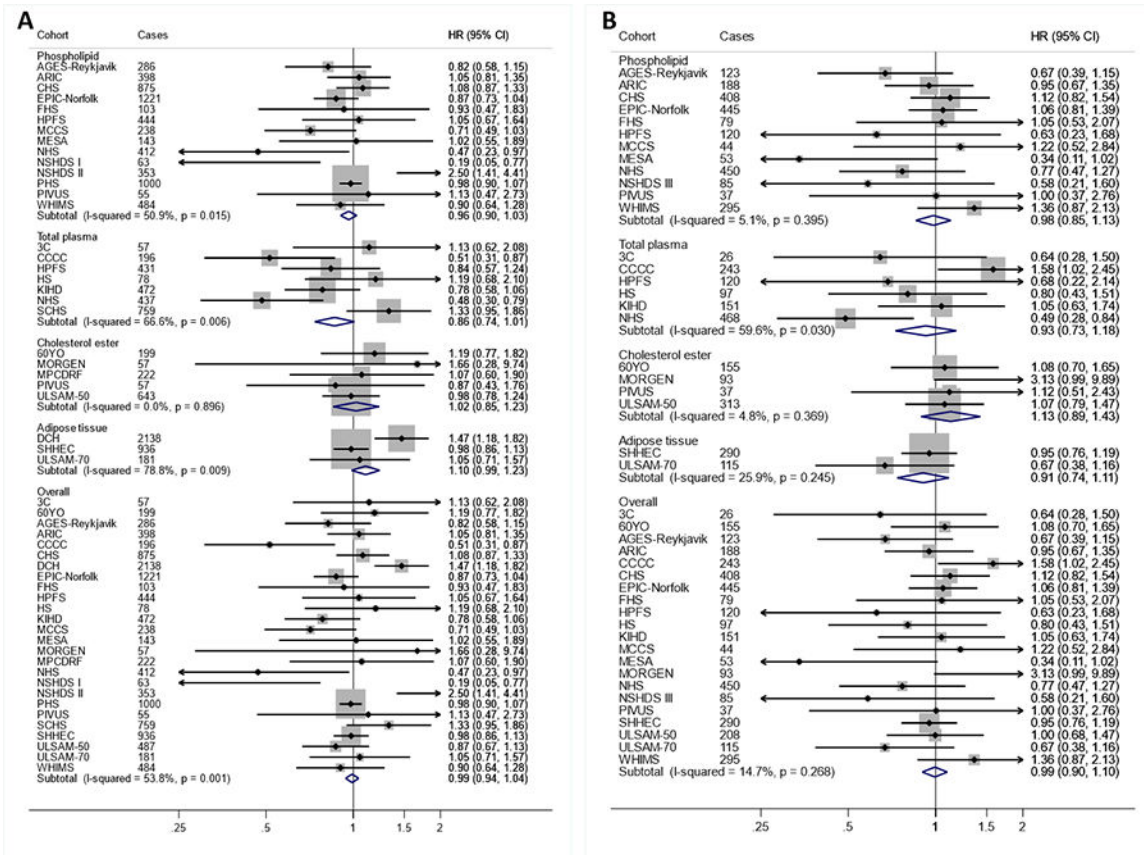 A
Cohort Cases HR (95% CI)
Phospholipid
AGES-Reykjavik 286 0.82 (0.58, 1.15)
ARIC 398 1.05 (0.81, 1.35)
CHS 875 1.08 (0.87, 1.33)
EPIC-Norfolk 1221 0.87 (0.73, 1.04)
FHS 103 0.93 (0.47, 1.83)
HPFS 444 1.05 (0.67, 1.64)
MCCS 238 0.71 (0.49, 1.03)
MESA 143 1.02 (0.55, 1.89)
NHS 412 0.47 (0.23, 0.97)
NSHDS I 63 0.19 (0.05, 0.77)
NSHDS II 353 2.50 (1.41, 4.41)
PHS 1000 0.98 (0.90, 1.07)
PIVUS 55 1.13 (0.47, 2.73)
WHIMS 484 0.90 (0.64, 1.28)
Subtotal (I-squared = 50.9%, p = 0.015) 0.96 (0.90, 1.03)
Total plasma
3C 57 1.13 (0.62, 2.08)
CCCC 196 0.51 (0.31, 0.87)
HPFS 431 0.84 (0.57, 1.24)
HS 78 1.19 (0.68, 2.10)
KIHD 472 0.78 (0.58, 1.06)
NHS 437 0.48 (0.30, 0.79)
SCHS 759 1.33 (0.95, 1.86)
Subtotal (I-squared = 66.6%, p = 0.006) 0.86 (0.74, 1.01)
Cholesterol ester
60YO 199 1.19 (0.77, 1.82)
MORGEN 57 1.66 (0.28, 9.74)
MPCDRF 222 1.07 (0.60, 1.90)
PIVUS 57 0.87 (0.43, 1.76)
ULSAM-50 643 0.98 (0.78, 1.24)
Subtotal (I-squared = 0.0%, p = 0.896) 1.02 (0.85, 1.23)
Adipose tissue
DCH 2138 1.47 (1.18, 1.82)
SHHEC 936 0.98 (0.86, 1.13)
ULSAM-70 181 1.05 (0.71, 1.57)
Subtotal (I-squared = 78.8%, p = 0.009) 1.10 (0.99, 1.23)
Overall
3C 57 1.13 (0.62, 2.08)
60YO 199 1.19 (0.77, 1.82)
AGES-Reykjavik 286 0.82 (0.58, 1.15)
ARIC 398 1.05 (0.81, 1.35)
CCCC 196 0.51 (0.31, 0.87)
CHS 875 1.08 (0.87, 1.33)
DCH 2138 1.47 (1.18, 1.82)
EPIC-Norfolk 1221 0.87 (0.73, 1.04)
FHS 103 0.93 (0.47, 1.83)
HPFS 444 1.05 (0.67, 1.64)
HS 78 1.19 (0.68, 2.10)
KIHD 472 0.78 (0.58, 1.06)
MCCS 238 0.71 (0.49, 1.03)
MESA 143 1.02 (0.55, 1.89)
MORGEN 57 1.66 (0.28, 9.74)
MPCDRF 222 1.07 (0.60, 1.90)
NHS 412 0.47 (0.23, 0.97)
NSHDS I 63 0.19 (0.05, 0.77)
NSHDS II 353 2.50 (1.41, 4.41)
PHS 1000 0.98 (0.90, 1.07)
PIVUS 55 1.13 (0.47, 2.73)
SCHS 759 1.33 (0.95, 1.86)
SHHEC 936 0.98 (0.86, 1.13)
ULSAM-50 487 0.87 (0.67, 1.13)
ULSAM-70 181 1.05 (0.71, 1.57)
WHIMS 484 0.90 (0.64, 1.28)
Subtotal (I-squared = 53.8%, p = 0.001) 0.99 (0.94, 1.04)
.25 .5 1 1.5 2
B
Cohort Cases HR (95% CI)
Phospholipid
AGES-Reykjavik 123 0.67 (0.39, 1.15)
ARIC 188 0.95 (0.67, 1.35)
CHS 408 1.12 (0.82, 1.54)
EPIC-Norfolk 445 1.06 (0.81, 1.39)
FHS 79 1.05 (0.53, 2.07)
HPFS 120 0.63 (0.23, 1.68)
MCCS 44 1.22 (0.52, 2.84)
MESA 53 0.34 (0.11, 1.02)
NHS 450 0.77 (0.47, 1.27)
NSHDS III 85 0.58 (0.21, 1.60)
PIVUS 37 1.00 (0.37, 2.76)
WHIMS 295 1.36 (0.87, 2.13)
Subtotal (I-squared = 5.1%, p = 0.395) 0.98 (0.85, 1.13)
Total plasma
3C 26 0.64 (0.28, 1.50)
CCCC 243 1.58 (1.02, 2.45)
HPFS 120 0.68 (0.22, 2.14)
HS 97 0.80 (0.43, 1.51)
KIHD 151 1.05 (0.63, 1.74)
NHS 468 0.49 (0.28, 0.84)
Subtotal (I-squared = 59.6%, p = 0.030) 0.93 (0.73, 1.18)
Cholesterol ester
60YO 155 1.08 (0.70, 1.65)
MORGEN 93 3.13 (0.99, 9.89)
PIVUS 37 1.12 (0.51, 2.43)
ULSAM-50 313 1.07 (0.79, 1.47)
Subtotal (I-squared = 4.8%, p = 0.369) 1.13 (0.89, 1.43)
Adipose tissue
SHHEC 290 0.95 (0.76, 1.19)
ULSAM-70 115 0.67 (0.38, 1.16)
Subtotal (I-squared = 25.9%, p = 0.245) 0.91 (0.74, 1.11)
Overall
3C 26 0.64 (0.28, 1.50)
60YO 155 1.08 (0.70, 1.65)
AGES-Reykjavik 123 0.67 (0.39, 1.15)
ARIC 188 0.95 (0.67, 1.35)
CCCC 243 1.58 (1.02, 2.45)
CHS 408 1.12 (0.82, 1.54)
EPIC-Norfolk 445 1.06 (0.81, 1.39)
FHS 79 1.05 (0.53, 2.07)
HPFS 120 0.63 (0.23, 1.68)
HS 97 0.80 (0.43, 1.51)
KIHD 151 1.05 (0.63, 1.74)
MCCS 44 1.22 (0.52, 2.84)
MESA 53 0.34 (0.11, 1.02)
MORGEN 93 3.13 (0.99, 9.89)
NHS 450 0.77 (0.47, 1.27)
NSHDS III 85 0.58 (0.21, 1.60)
PIVUS 37 1.00 (0.37, 2.76)
SHHEC 290 0.95 (0.76, 1.19)
ULSAM-50 208 1.00 (0.68, 1.47)
ULSAM-70 115 0.67 (0.38, 1.16)
WHIMS 295 1.36 (0.87, 2.13)
Subtotal (I-squared = 14.7%, p = 0.268) 0.99 (0.90, 1.10)
.25 .5 1 1.5 2